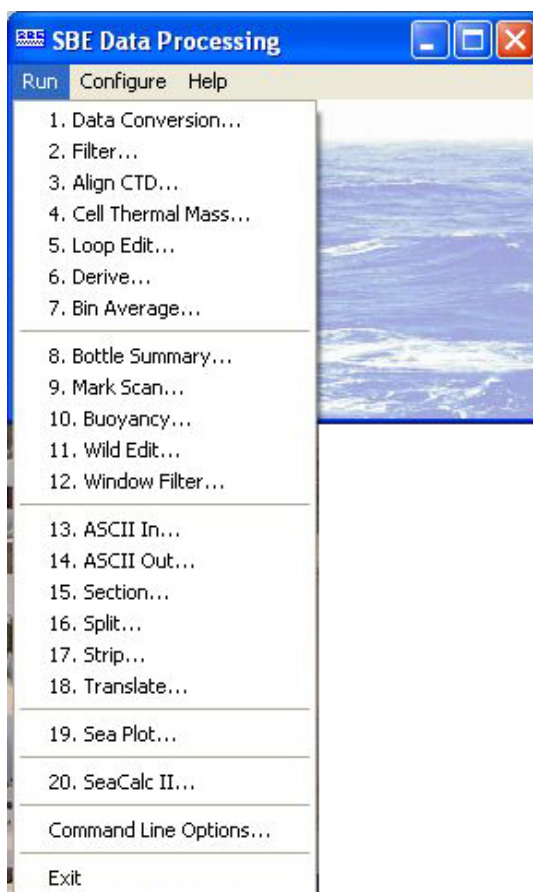 SBE SBE Data Processing
Run Configure Help
1. Data Conversion...
2. Filter...
3. Align CTD...
4. Cell Thermal Mass...
5. Loop Edit...
6. Derive...
7. Bin Average...
8. Bottle Summary...
9. Mark Scan...
10. Buoyancy...
11. Wild Edit...
12. Window Filter...
13. ASCII In...
14. ASCII Out...
15. Section...
16. Split...
17. Strip...
18. Translate...
19. Sea Plot...
20. SeaCalc II...
Command Line Options...
Exit